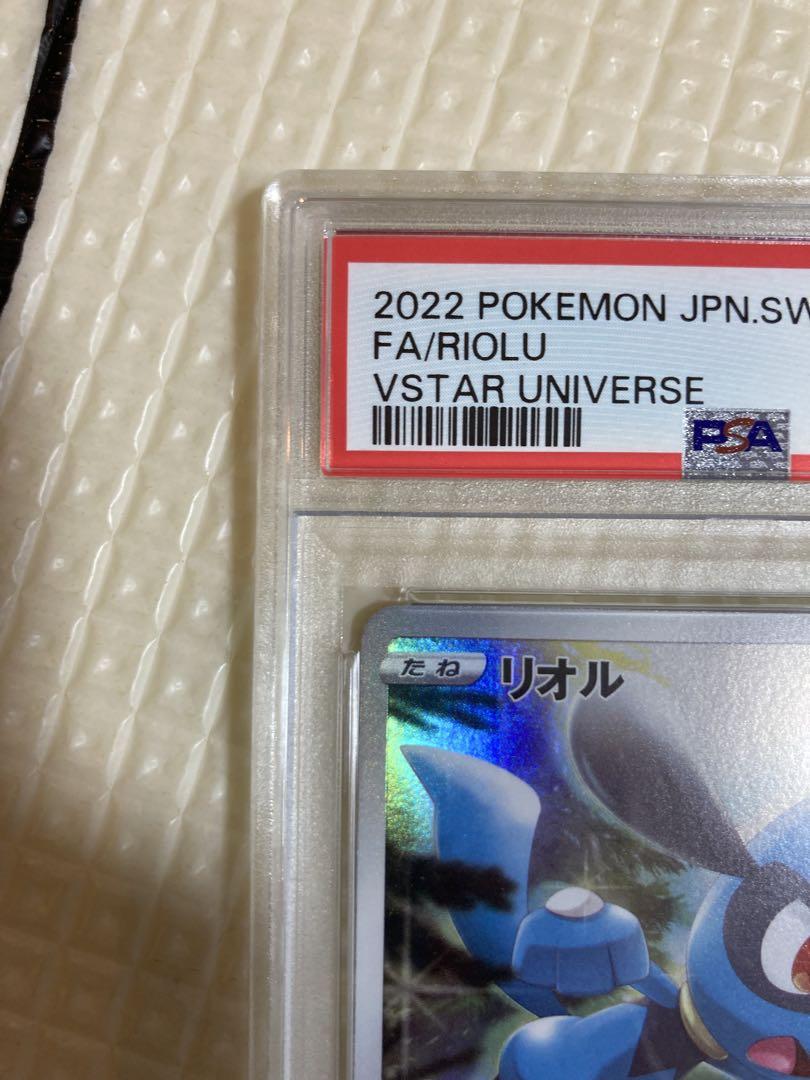 2022 POKEMON JPN.SW
FA/RIOLU
VSTAR UNIVERSE
PSA
たね リオル